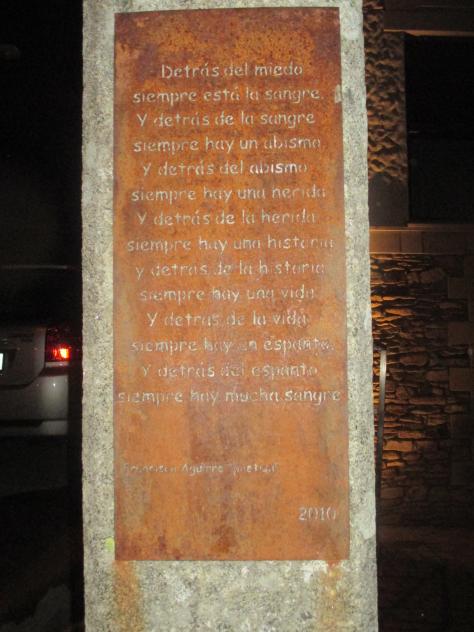 Detrás del miedo
siempre está la sangre.
Y detrás de la sangre
siempre hay un abismo.
Y detrás del abismo
siempre hay una herida
Y detrás de la herida
siempre hay una historia
y detrás de la historia
siempre hay una vida.
Y detrás de la vida
siempre hay un espanto.
Y detrás del espanto
siempre hay mucha sangre
Aguirre
2010